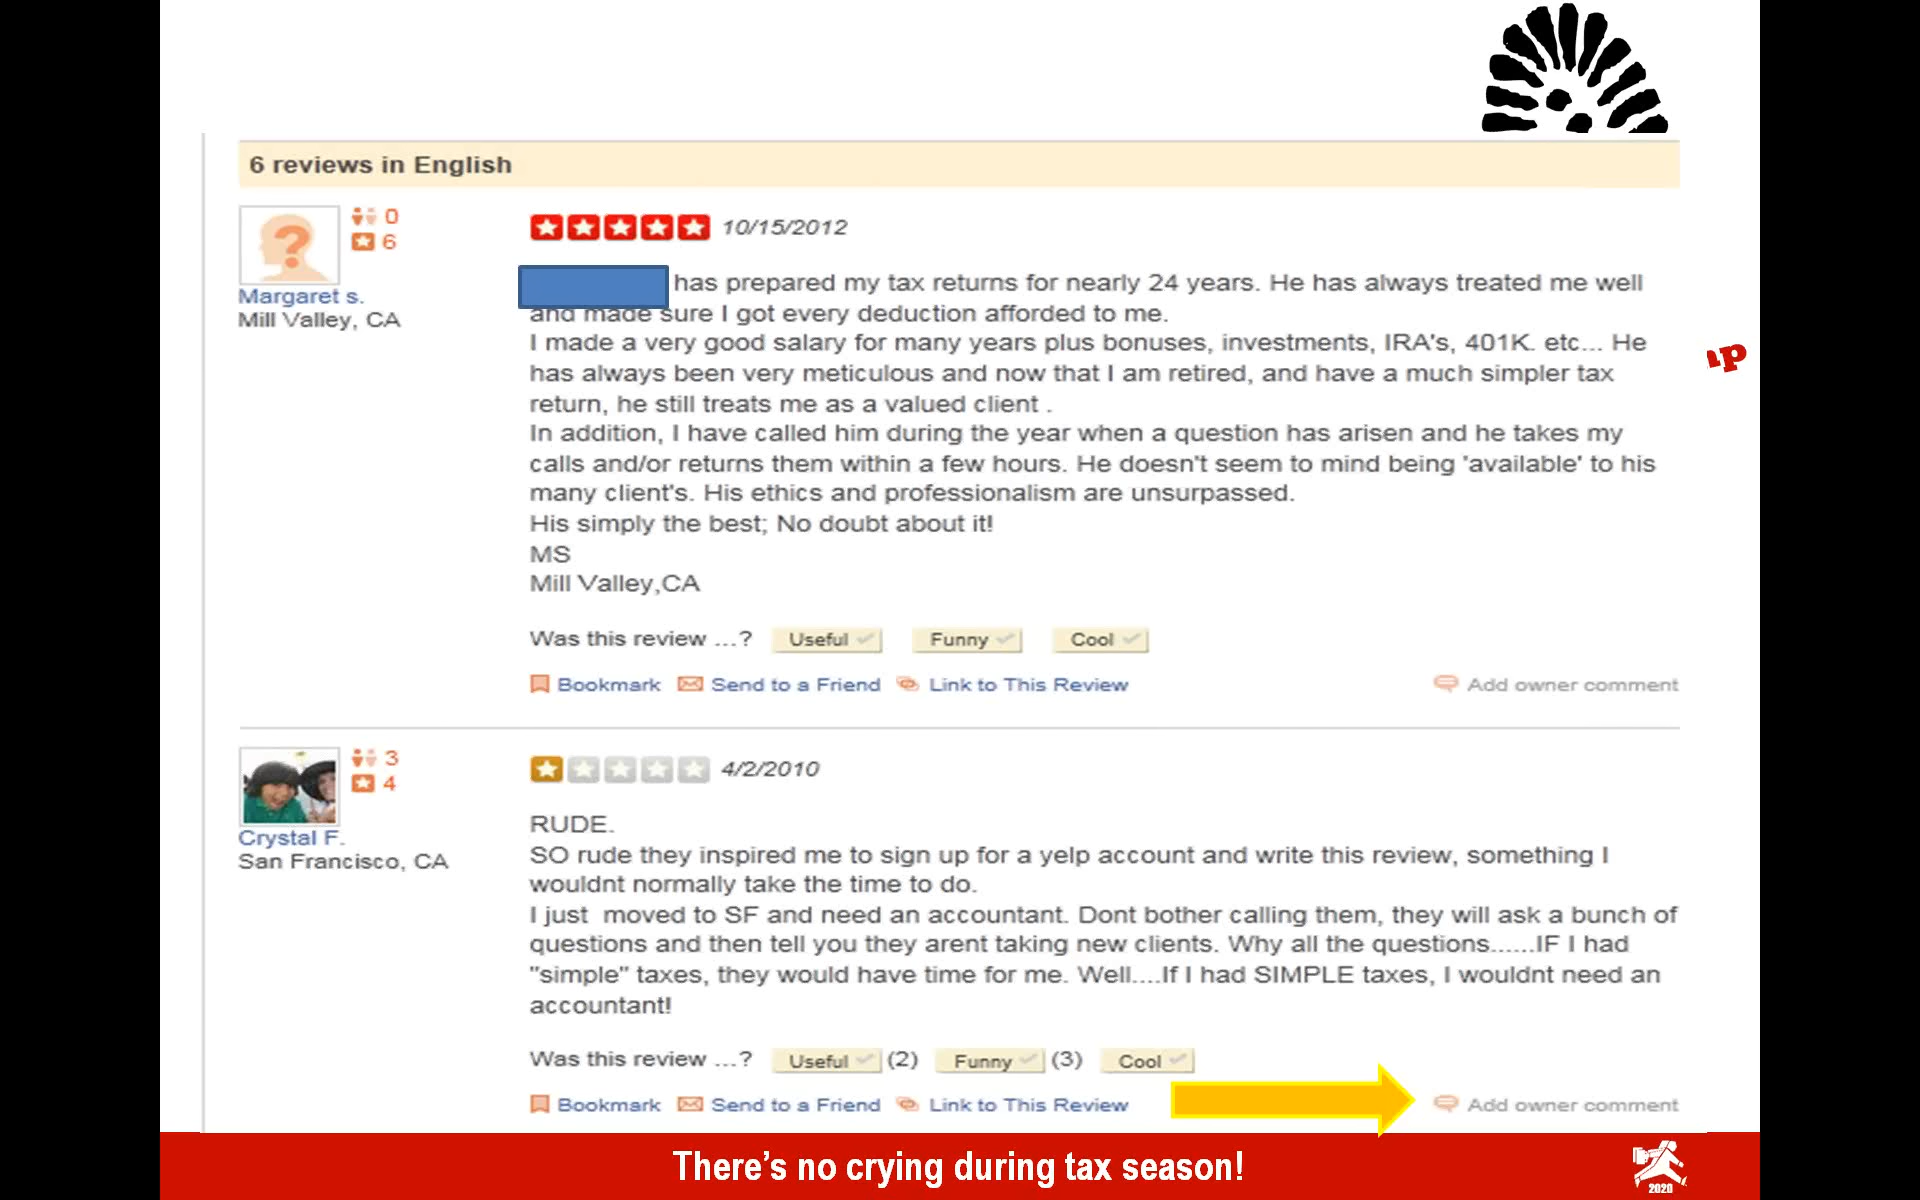 6 reviews in English
0
6
Margaret s.
Mill Valley, CA
10/15/2012
has prepared my tax returns for nearly 24 years. He has always treated me well
and made sure I got every deduction afforded to me.
I made a very good salary for many years plus bonuses, investments, IRA's, 401K. etc... He
has always been very meticulous and now that I am retired, and have a much simpler tax
return, he still treats me as a valued client .
In addition, I have called him during the year when a question has arisen and he takes my
calls and/or returns them within a few hours. He doesn't seem to mind being 'available' to his
many client's. His ethics and professionalism are unsurpassed.
His simply the best; No doubt about it!
MS
Mill Valley,CA
Was this review ...? Useful Funny Cool
Bookmark Send to a Friend Link to This Review Add owner comment
3
4
Crystal F.
San Francisco, CA
4/2/2010
RUDE.
SO rude they inspired me to sign up for a yelp account and write this review, something I
wouldnt normally take the time to do.
I just moved to SF and need an accountant. Dont bother calling them, they will ask a bunch of
questions and then tell you they arent taking new clients. Why all the questions......IF I had
"simple" taxes, they would have time for me. Well....If I had SIMPLE taxes, I wouldnt need an
accountant!
Was this review ...? Useful (2) Funny (3) Cool
Bookmark Send to a Friend Link to This Review Add owner comment
There's no crying during tax season!
2020